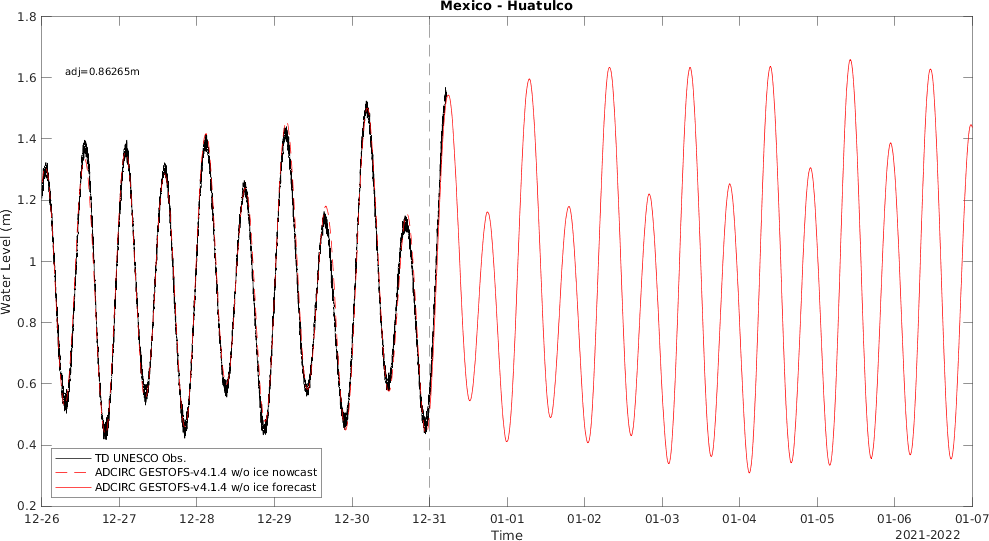 Mexico - Huatulco
1.8
1.6
1.4
1.2
1
0.8
0.6
0.4
0.2
Water Level (m)
adj=0.86265m
TD UNESCO Obs.
ADCIRC GESTOFS-v4.1.4 w/o ice nowcast
ADCIRC GESTOFS-v4.1.4 w/o ice forecast
12-26 12-27 12-28 12-29 12-30 12-31 01-01 01-02 01-03 01-04 01-05 01-06 01-07
Time
2021-2022